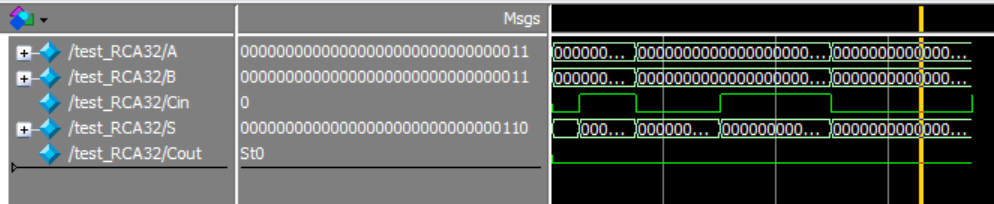 Msgs
/test_RCA32/A 00000000000000000000000000000011 000000... 0000000000000000000... 0000000000000...
/test_RCA32/B 00000000000000000000000000000011 000000... 0000000000000000000... 0000000000000...
/test_RCA32/Cin 0
/test_RCA32/S 00000000000000000000000000000110 000... 000000... 000000000... 0000000000000...
/test_RCA32/Cout St0